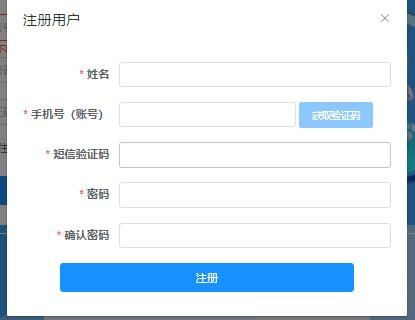 注册用户
* 姓名
* 手机号（账号） 获取验证码
* 短信验证码
* 密码
* 确认密码
注册